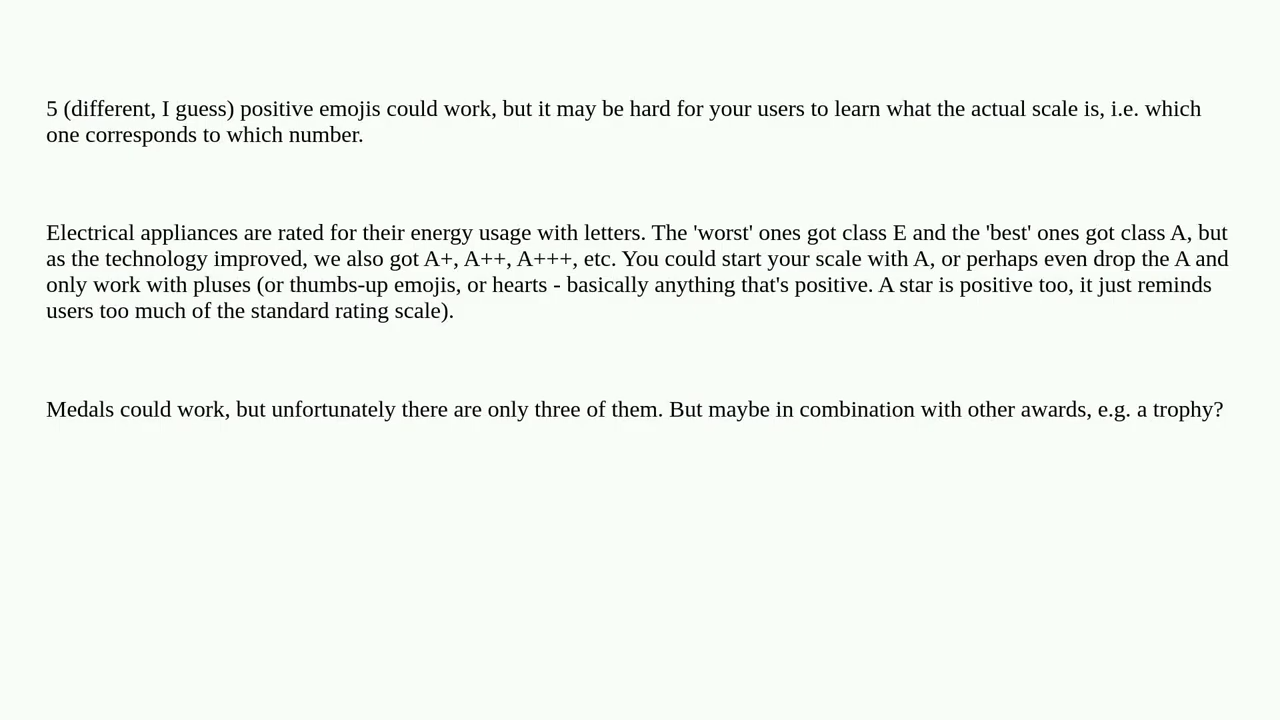 5 (different, I guess) positive emojis could work, but it may be hard for your users to learn what the actual scale is, i.e. which
one corresponds to which number.
Electrical appliances are rated for their energy usage with letters. The 'worst' ones got class E and the 'best' ones got class A, but
as the technology improved, we also got A+, A++, A+++, etc. You could start your scale with A, or perhaps even drop the A and
only work with pluses (or thumbs-up emojis, or hearts - basically anything that's positive. A star is positive too, it just reminds
users too much of the standard rating scale).
Medals could work, but unfortunately there are only three of them. But maybe in combination with other awards, e.g. a trophy?